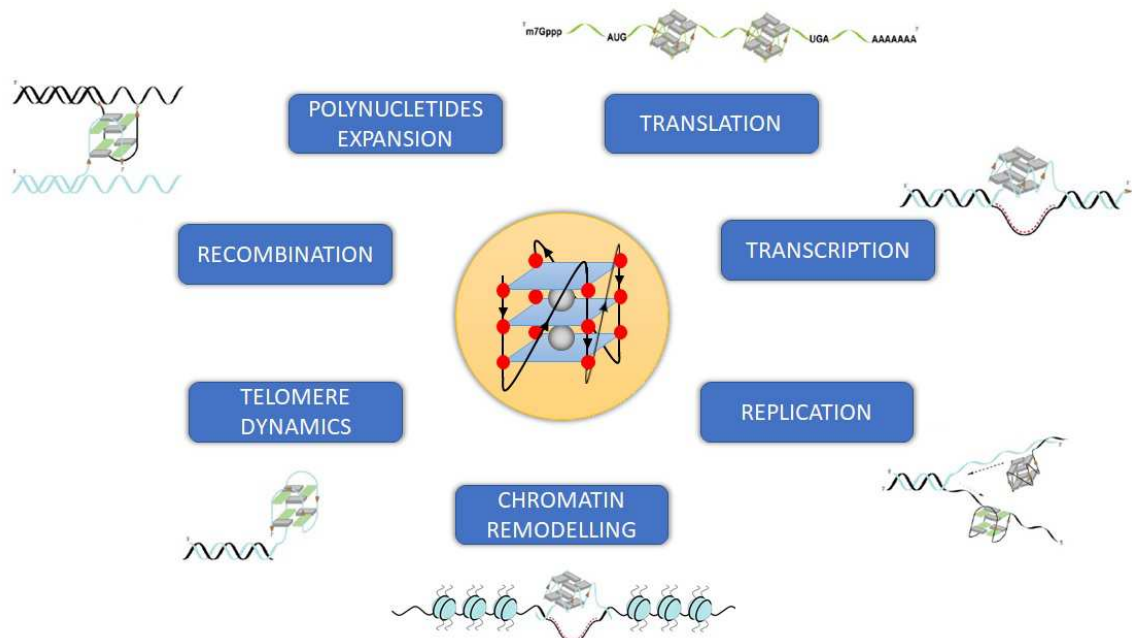 m7Gppp AUG UGA AAAAAAA
POLYNUCLETIDES
EXPANSION
TRANSLATION
RECOMBINATION
TRANSCRIPTION
TELOMERE
DYNAMICS
REPLICATION
CHROMATIN
REMODELLING